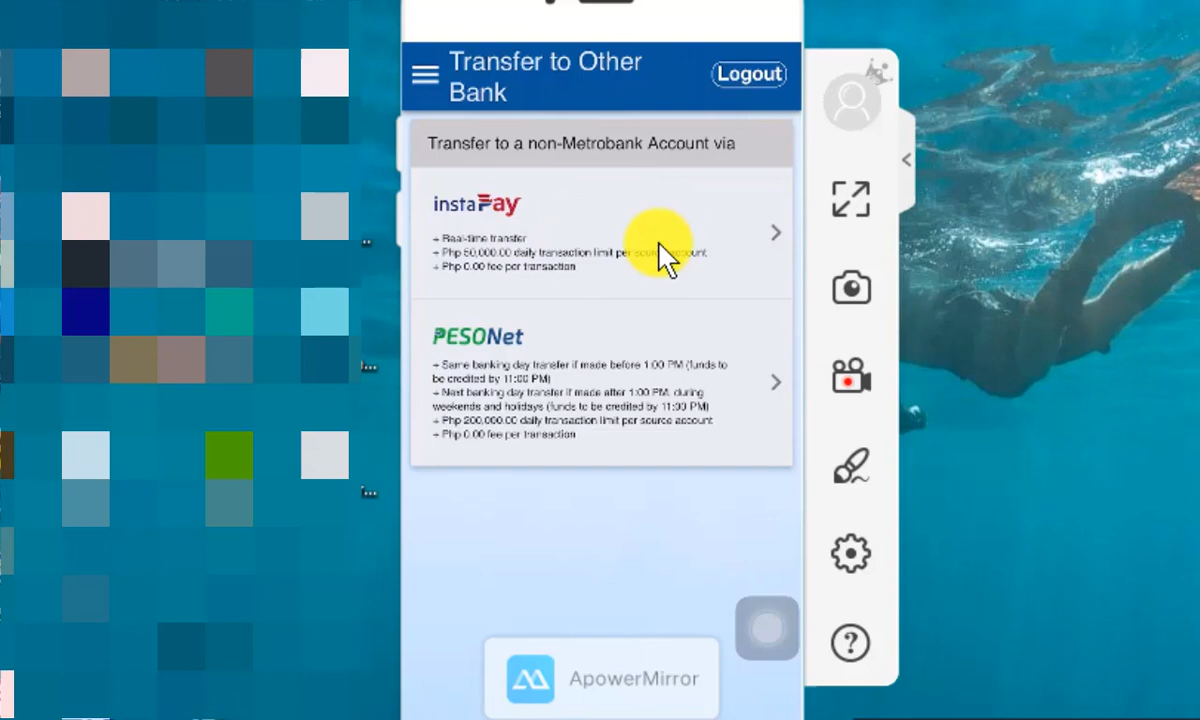 Transfer to Other
Bank
Logout
Transfer to a non-Metrobank Account via
instaPay
+ Real-time transfer
+ Php 50,000.00 daily transaction limit per source account
+ Php 0.00 fee per transaction
PESONet
+ Same banking day transfer if made before 1:00 PM (funds to
be credited by 11:00 PM)
+ Next banking day transfer if made after 1:00 PM, during
weekends and holidays (funds to be credited by 11:00 PM)
+ Php 200,000.00 daily transaction limit per source account
+ Php 0.00 fee per transaction
ApowerMirror